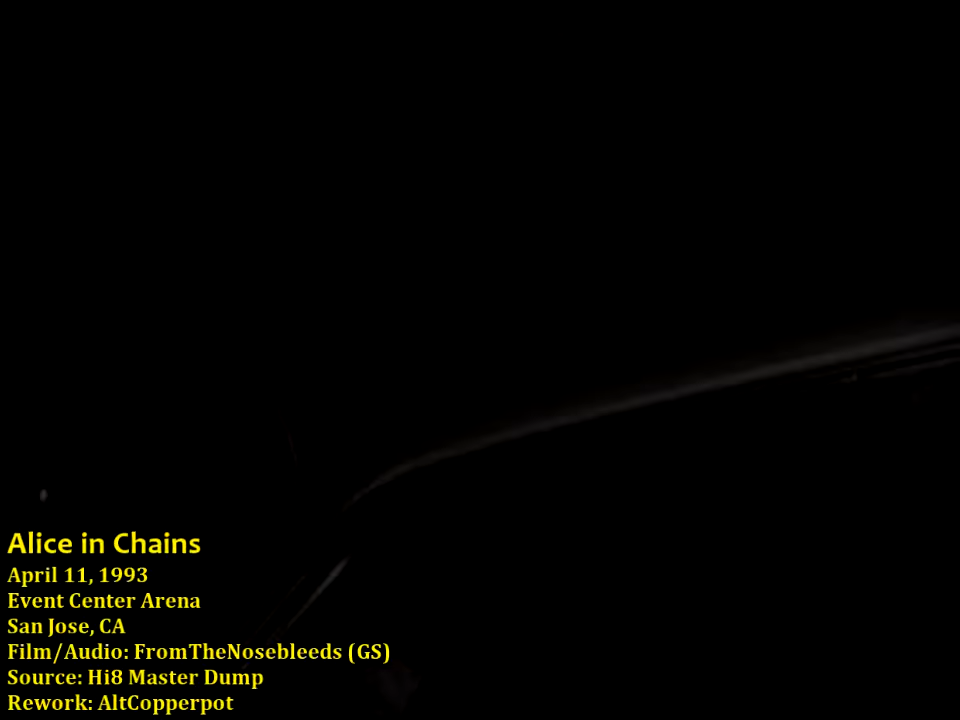 Alice in Chains
April 11, 1993
Event Center Arena
San Jose, CA
Film/Audio: FromTheNosebleeds (GS)
Source: Hi8 Master Dump
Rework: AltCopperpot